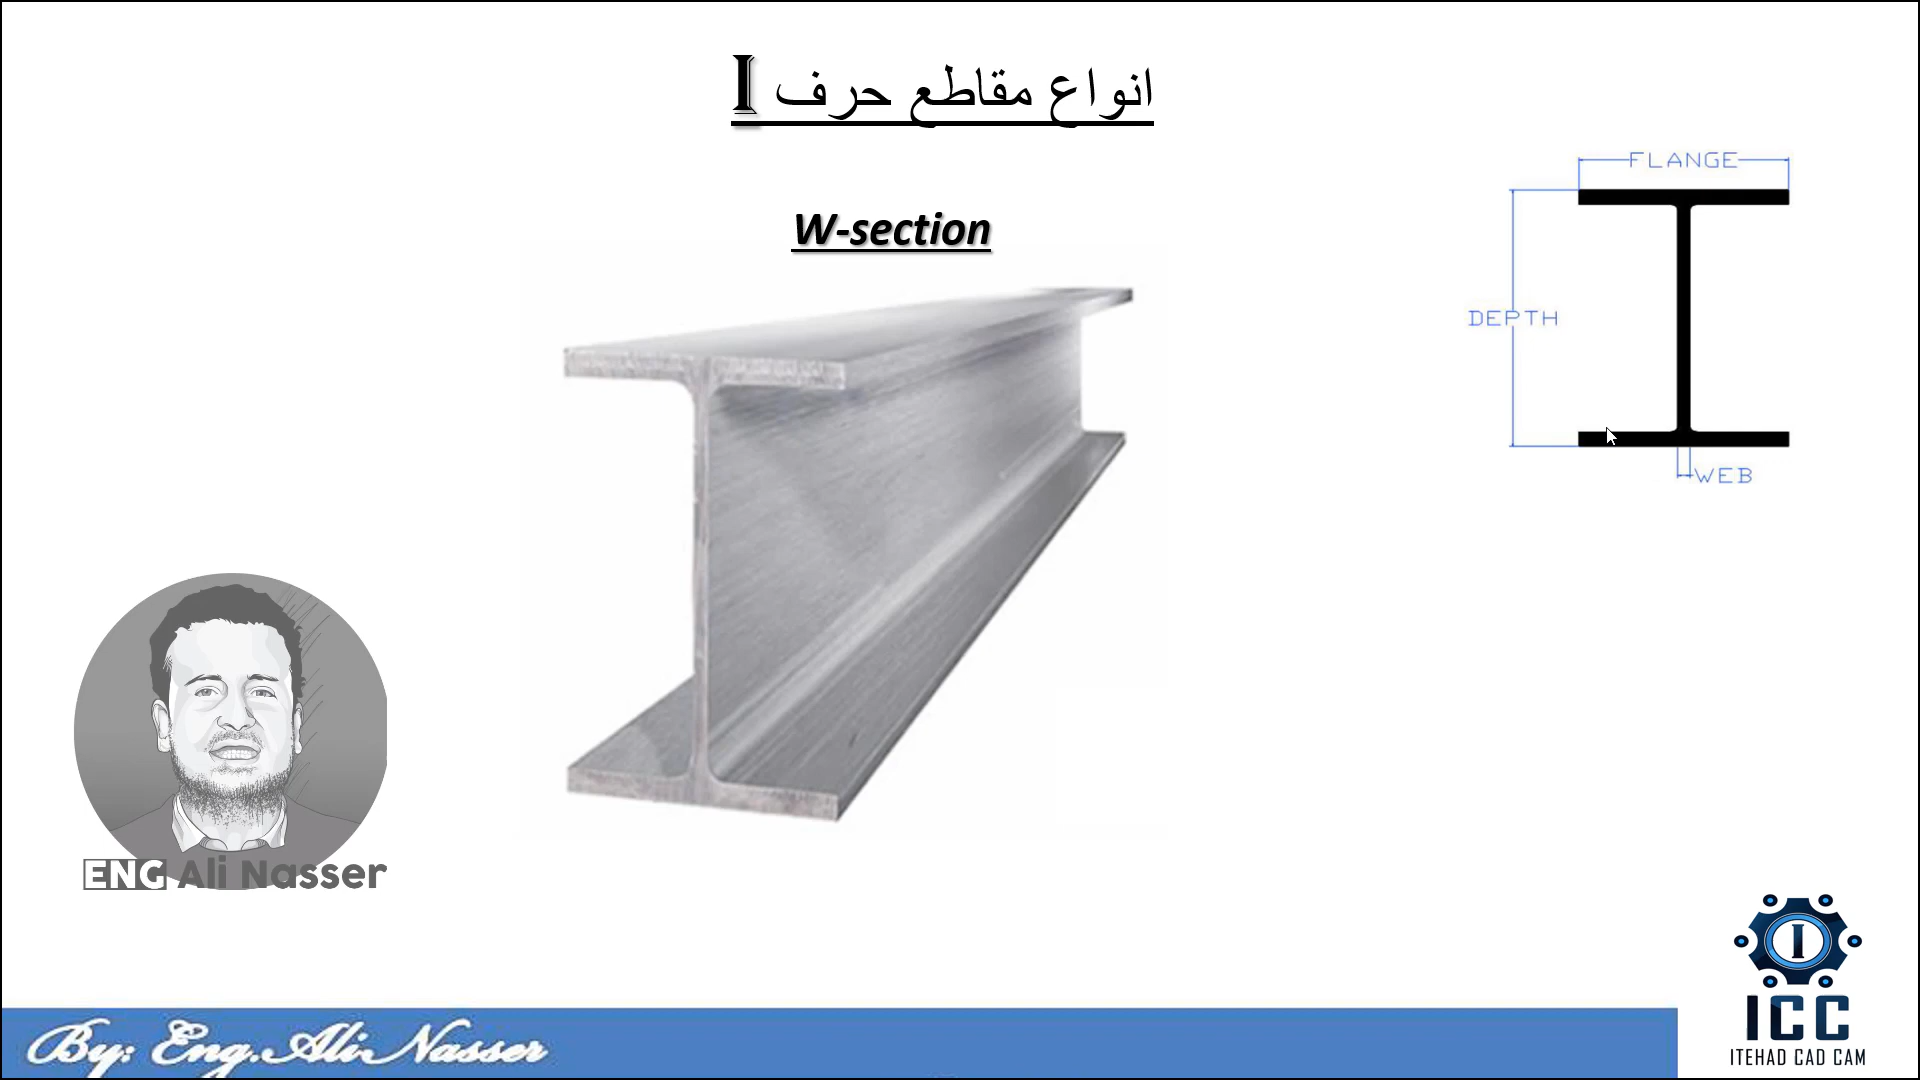 انواع مقاطع حرف I
W-section
FLANGE
DEPTH
WEB
ENG Ali Nasser
I
ICC
ITEHAD CAD CAM
By: Eng.Ali Nasser